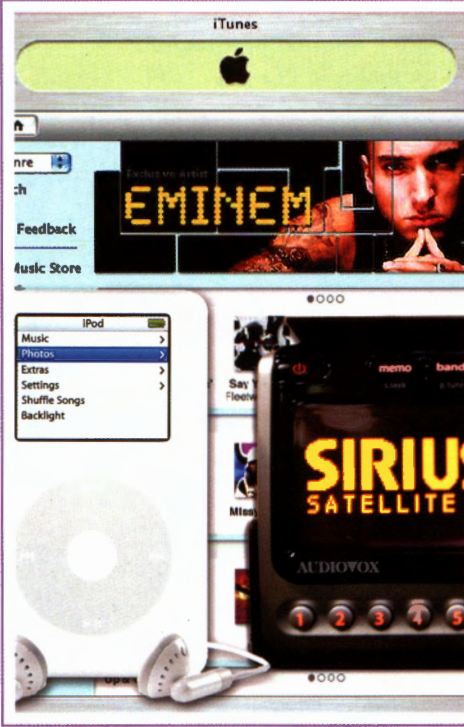 iTunes
nre
ch
Exclusive Artist
EMINEM
Feedback
Music Store
iPod
Music
Photos
Extras
Settings
Shuffle Songs
Backlight
Say Y
Fleetw
Missy
memo
band
SIRIUS
SATELLITE
AUDIOVOX
1 2 3 4 5